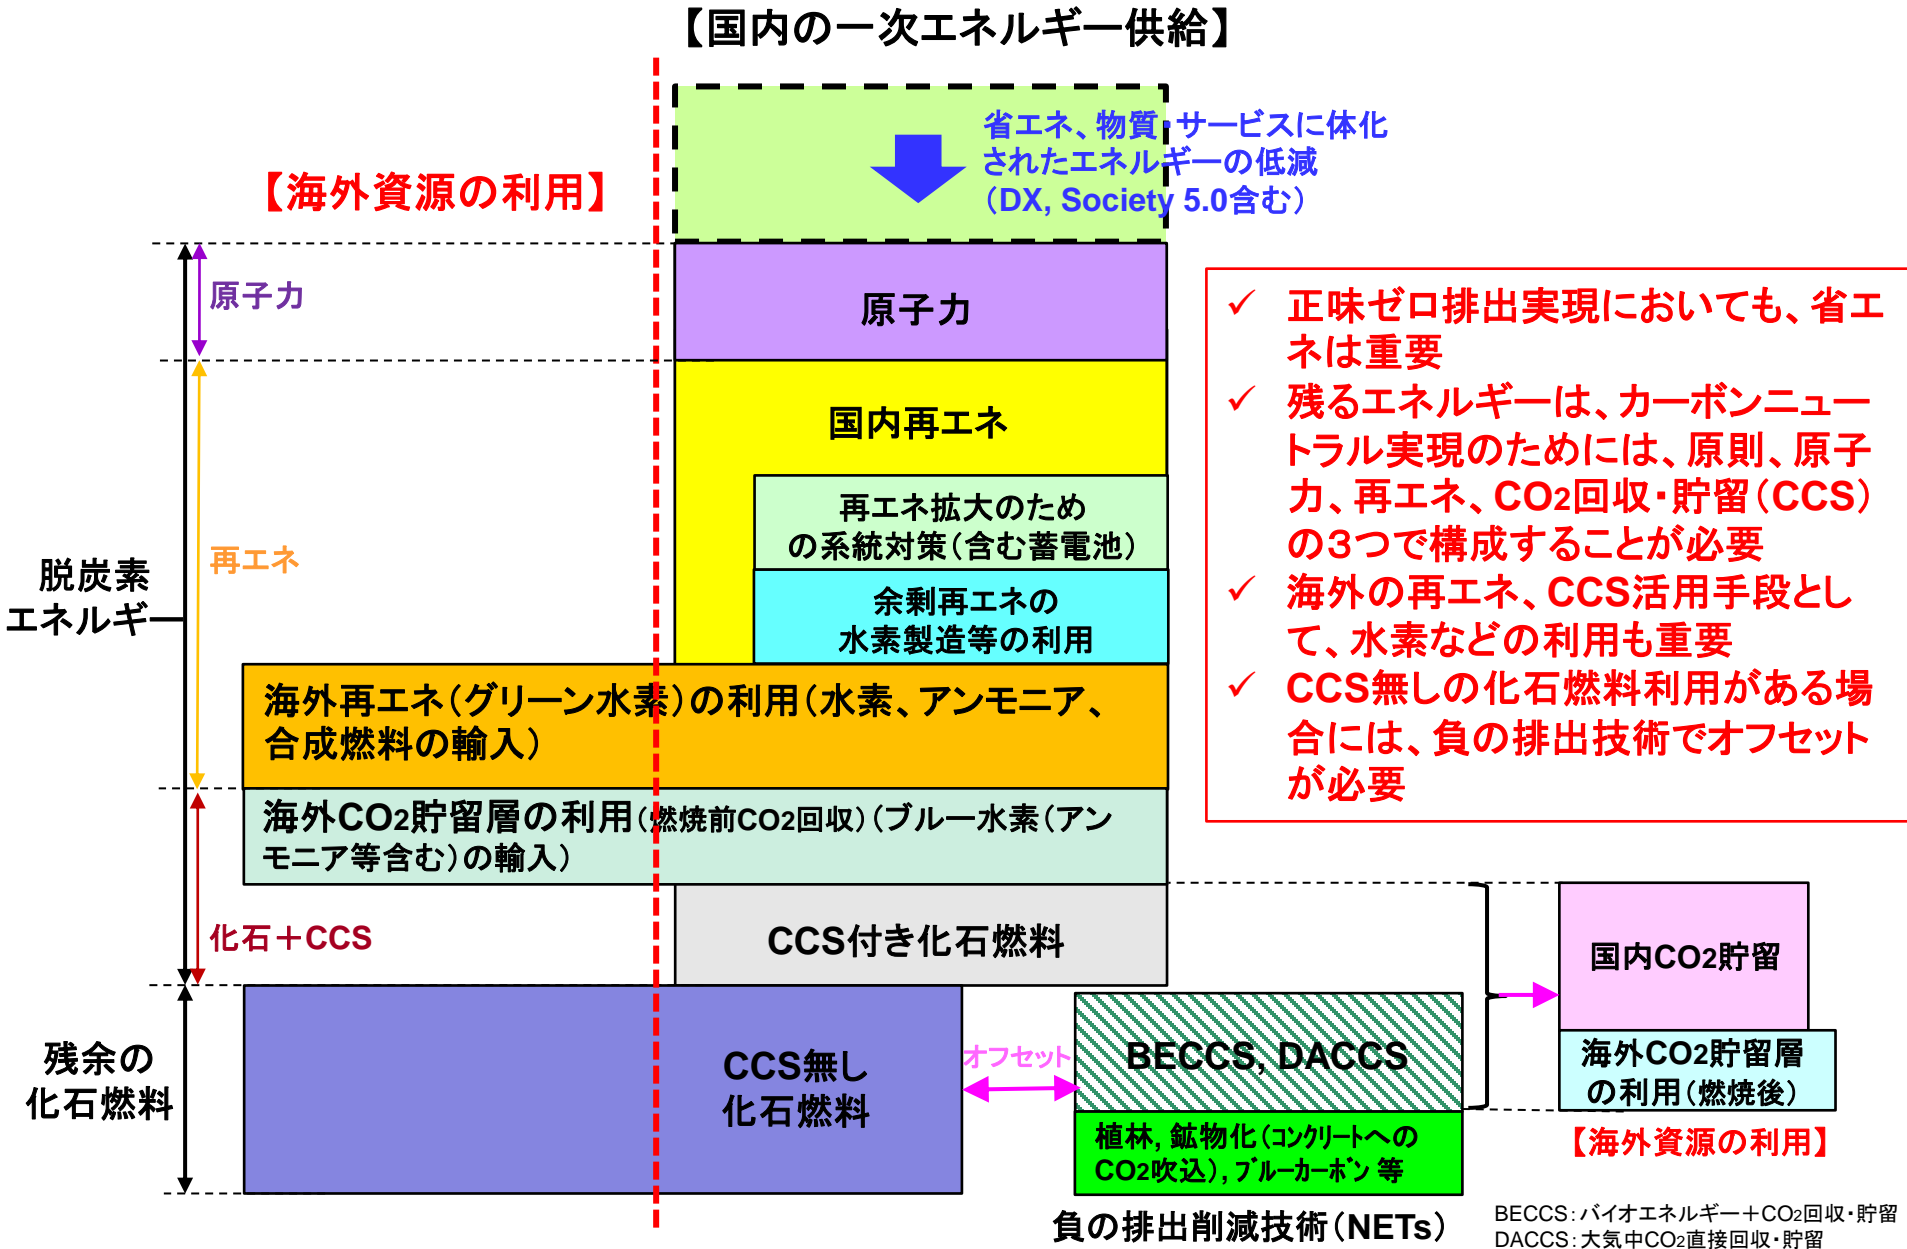 【国内の一次エネルギー供給】
省エネ、物質・サービスに体化
されたエネルギーの低減
（DX, Society 5.0含む）
【海外資源の利用】
原子力
原子力
国内再エネ
再エネ拡大のため
の系統対策（含む蓄電池）
余剰再エネの
水素製造等の利用
再エネ
脱炭素
エネルギー
海外再エネ（グリーン水素）の利用（水素、アンモニア、
合成燃料の輸入）
海外CO2貯留層の利用（燃焼前CO2回収）（ブルー水素（アン
モニア等含む）の輸入）
化石＋CCS
CCS付き化石燃料
残余の
化石燃料
CCS無し
化石燃料
オフセット
BECCS, DACCS
植林, 鉱物化（コンクリートへの
CO2吹込）, ブルーカーボン 等
負の排出削減技術（NETs）
✓ 正味ゼロ排出実現においても、省エ
ネは重要
✓ 残るエネルギーは、カーボンニュー
トラル実現のためには、原則、原子
力、再エネ、CO2回収・貯留（CCS）
の３つで構成することが必要
✓ 海外の再エネ、CCS活用手段とし
て、水素などの利用も重要
✓ CCS無しの化石燃料利用がある場
合には、負の排出技術でオフセット
が必要
国内CO2貯留
海外CO2貯留層
の利用（燃焼後）
【海外資源の利用】
BECCS：バイオエネルギー＋CO2回収・貯留
DACCS：大気中CO2直接回収・貯留